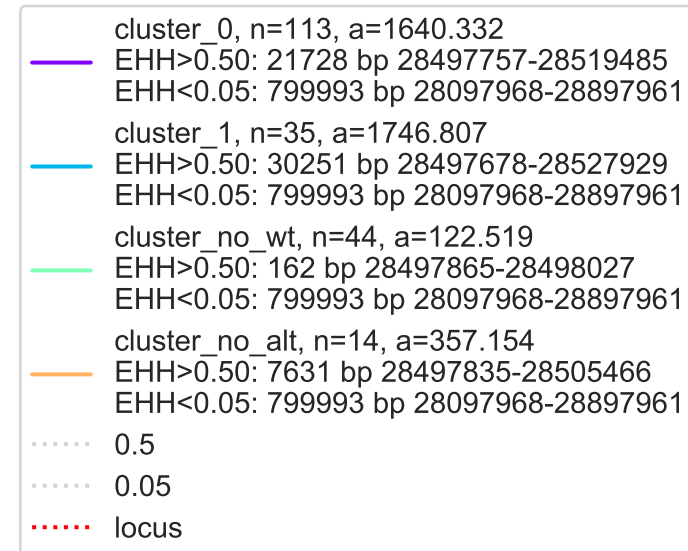 cluster_0, n=113, a=1640.332
EHH>0.50: 21728 bp 28497757-28519485
EHH<0.05: 799993 bp 28097968-28897961
cluster_1, n=35, a=1746.807
EHH>0.50: 30251 bp 28497678-28527929
EHH<0.05: 799993 bp 28097968-28897961
cluster_no_wt, n=44, a=122.519
EHH>0.50: 162 bp 28497865-28498027
EHH<0.05: 799993 bp 28097968-28897961
cluster_no_alt, n=14, a=357.154
EHH>0.50: 7631 bp 28497835-28505466
EHH<0.05: 799993 bp 28097968-28897961
0.5
0.05
locus